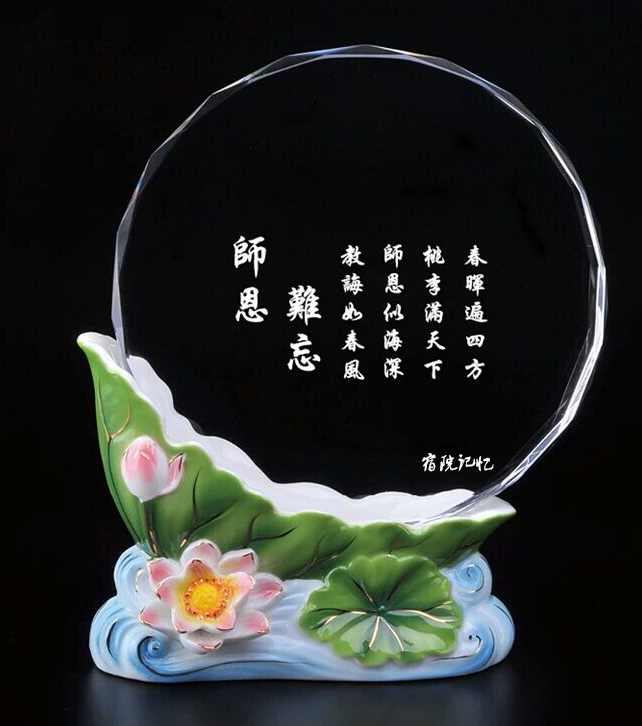 師恩
難忘
教誨如春風
師恩似海深
桃李滿天下
春暉遍四方
宿院记忆